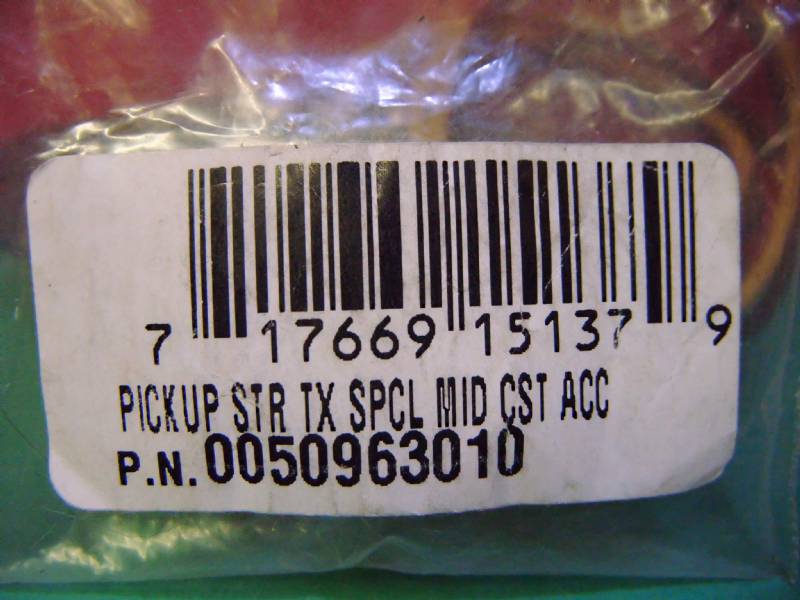 7 17669 15137 9
PICKUP STR TX SPCL MID CST ACC
P.N. 0050963010